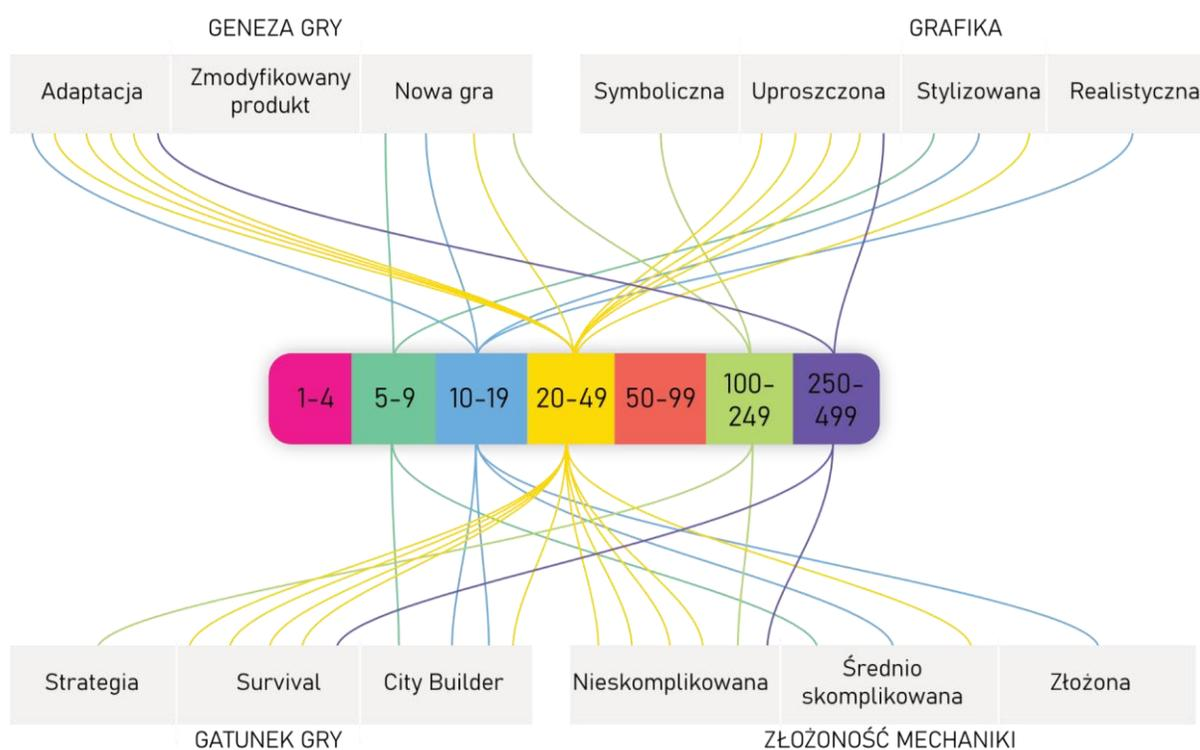 GENEZA GRY
GRAFIKA
Adaptacja
Zmodyfikowany
produkt
Nowa gra
Symboliczna
Uproszczona
Stylizowana
Realistyczna
1–4
5–9
10–19
20–49
50–99
100–
249
250–
499
Strategia
Survival
City Builder
Nieskomplikowana
Średnio
skomplikowana
Złożona
GATUNEK GRY
ZŁOŻONOŚĆ MECHANIKI